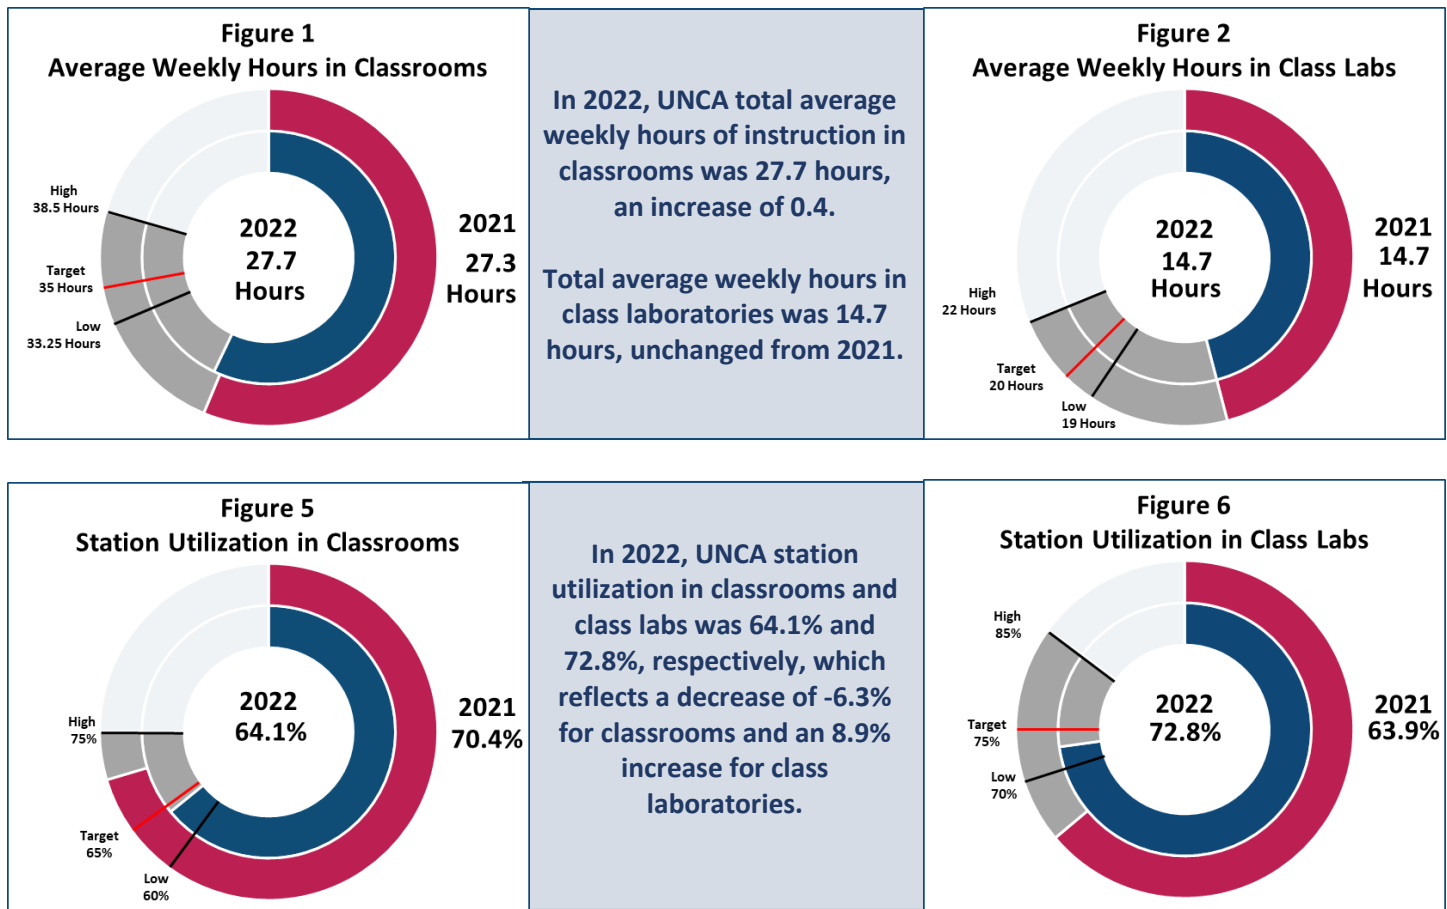 Figure 1
Average Weekly Hours in Classrooms
High
38.5 Hours
Target
35 Hours
Low
33.25 Hours
2022
27.7
Hours
2021
27.3
Hours
In 2022, UNCA total average
weekly hours of instruction in
classrooms was 27.7 hours,
an increase of 0.4.
Total average weekly hours in
class laboratories was 14.7
hours, unchanged from 2021.
Figure 2
Average Weekly Hours in Class Labs
High
22 Hours
Target
20 Hours
Low
19 Hours
2022
14.7
Hours
2021
14.7
Hours
Figure 5
Station Utilization in Classrooms
High
75%
Target
65%
Low
60%
2022
64.1%
2021
70.4%
In 2022, UNCA station
utilization in classrooms and
class labs was 64.1% and
72.8%, respectively, which
reflects a decrease of -6.3%
for classrooms and an 8.9%
increase for class
laboratories.
Figure 6
Station Utilization in Class Labs
High
85%
Target
75%
Low
70%
2022
72.8%
2021
63.9%